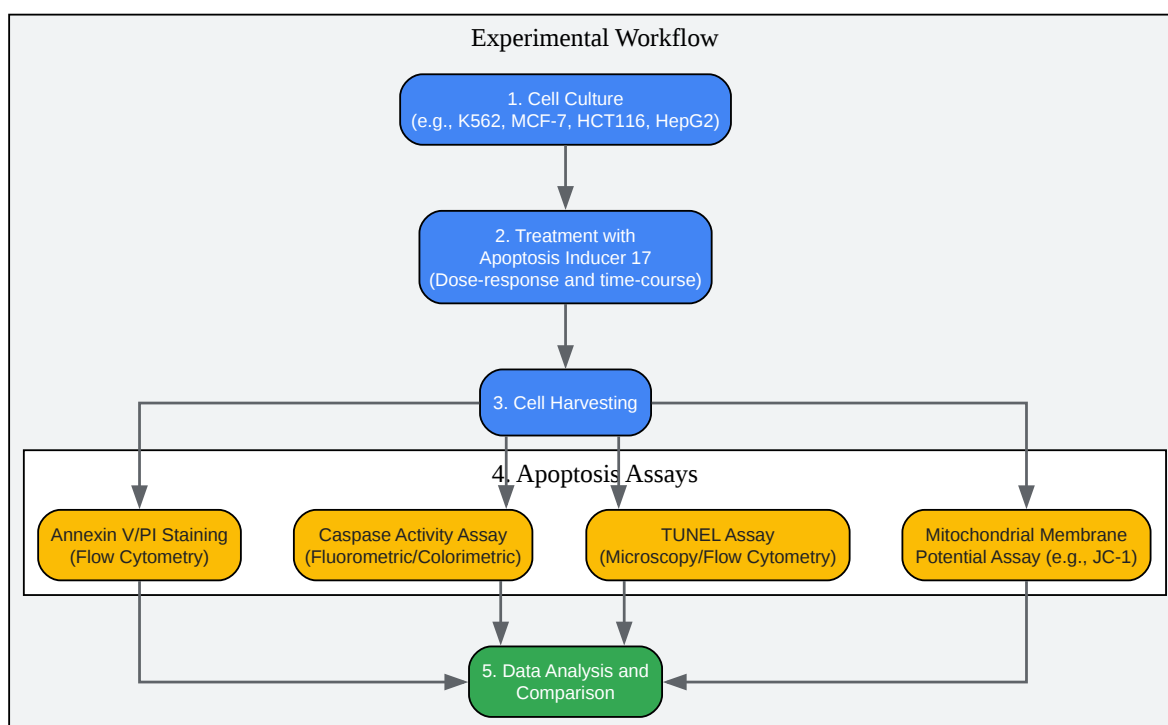 Experimental Workflow
1. Cell Culture
(e.g., K562, MCF-7, HCT116, HepG2)
2. Treatment with
Apoptosis Inducer 17
(Dose-response and time-course)
3. Cell Harvesting
4. Apoptosis Assays
Annexin V/PI Staining
(Flow Cytometry)
Caspase Activity Assay
(Fluorometric/Colorimetric)
TUNEL Assay
(Microscopy/Flow Cytometry)
Mitochondrial Membrane
Potential Assay (e.g., JC-1)
5. Data Analysis and
Comparison